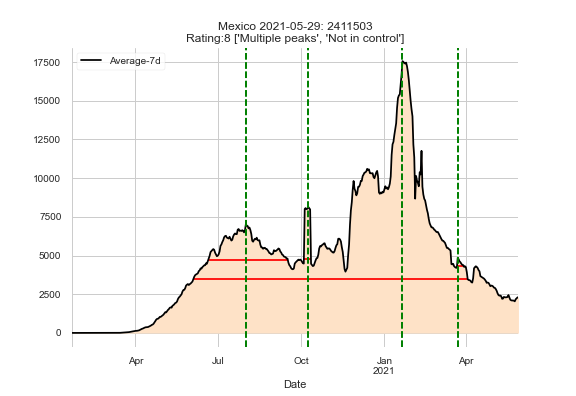 Mexico 2021-05-29: 2411503
Rating:8 ['Multiple peaks', 'Not in control']
Average-7d
17500
15000
12500
10000
7500
5000
2500
0
Apr
Jul
Oct
Jan
2021
Apr
Date